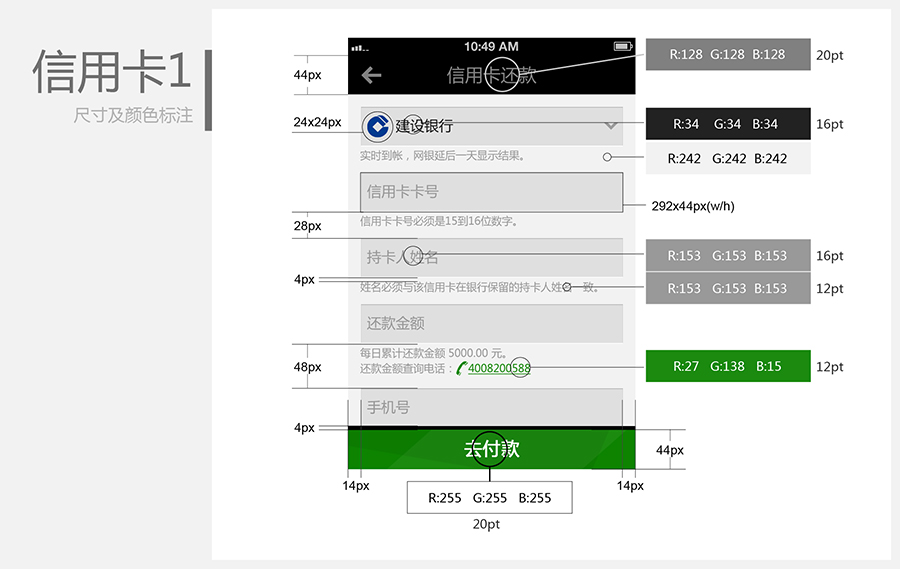 信用卡1
尺寸及颜色标注
10:49 AM
信用卡还款
R:128 G:128 B:128
20pt
44px
24x24px
建设银行
R:34 G:34 B:34
16pt
实时到帐，网银延后一天显示结果。
R:242 G:242 B:242
信用卡卡号
292x44px(w/h)
信用卡卡号必须是15到16位数字。
28px
持卡人姓名
R:153 G:153 B:153
16pt
4px
姓名必须与该信用卡在银行保留的持卡人姓名一致。
R:153 G:153 B:153
12pt
还款金额
每日累计还款金额 5000.00 元。
48px
还款金额查询电话：4008200588
R:27 G:138 B:15
12pt
手机号
4px
去付款
44px
14px
14px
R:255 G:255 B:255
20pt